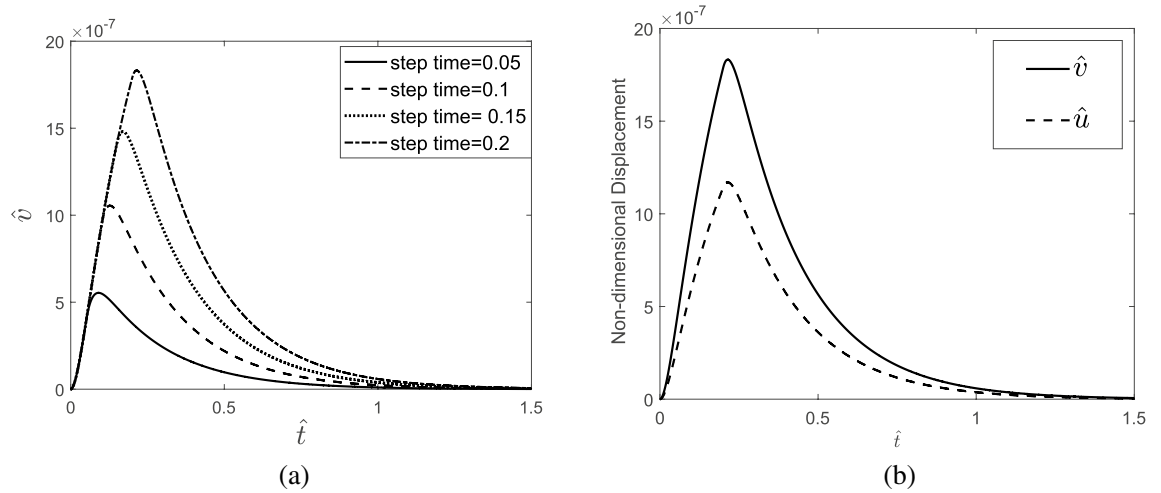 ×10⁻⁷
20
15
10
5
0
v̂
0
0.5
1
1.5
t̂
step time=0.05
step time=0.1
step time= 0.15
step time=0.2
(a)
×10⁻⁷
20
15
10
5
0
Non-dimensional Displacement
0
0.5
1
1.5
t̂
v̂
û
(b)